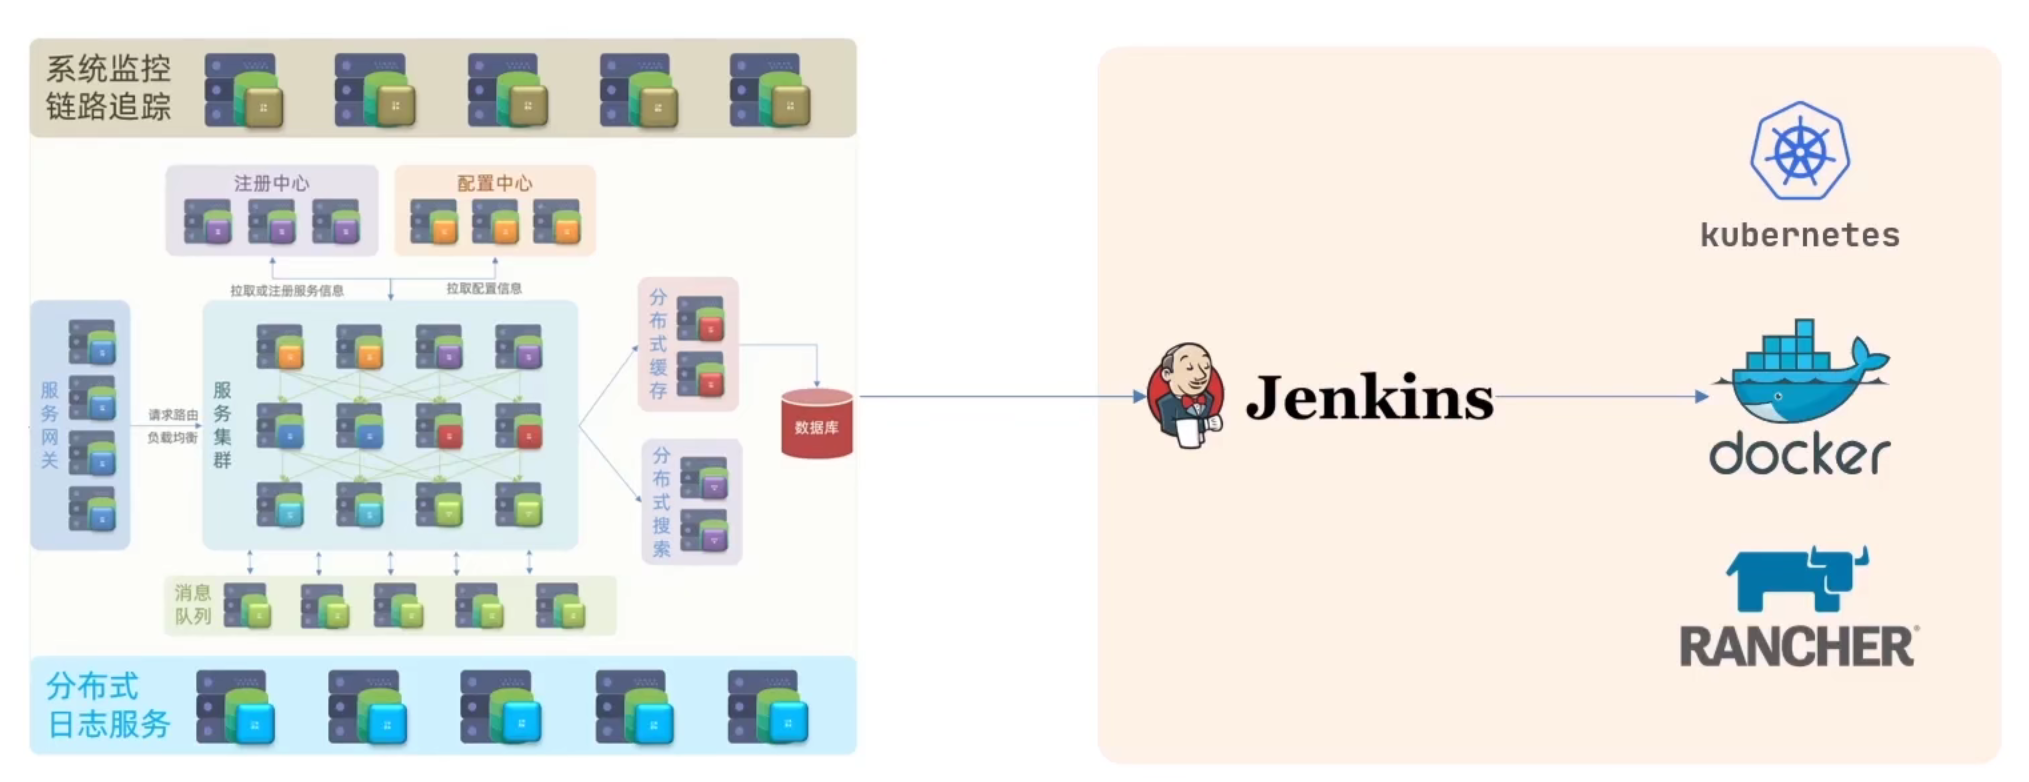 系统监控
链路追踪
注册中心
配置中心
拉取或注册服务信息
拉取配置信息
服务网关
请求路由
负载均衡
服务集群
分布式缓存
分布式搜索
数据库
消息
队列
分布式
日志服务
Jenkins
kubernetes
docker
RANCHER®